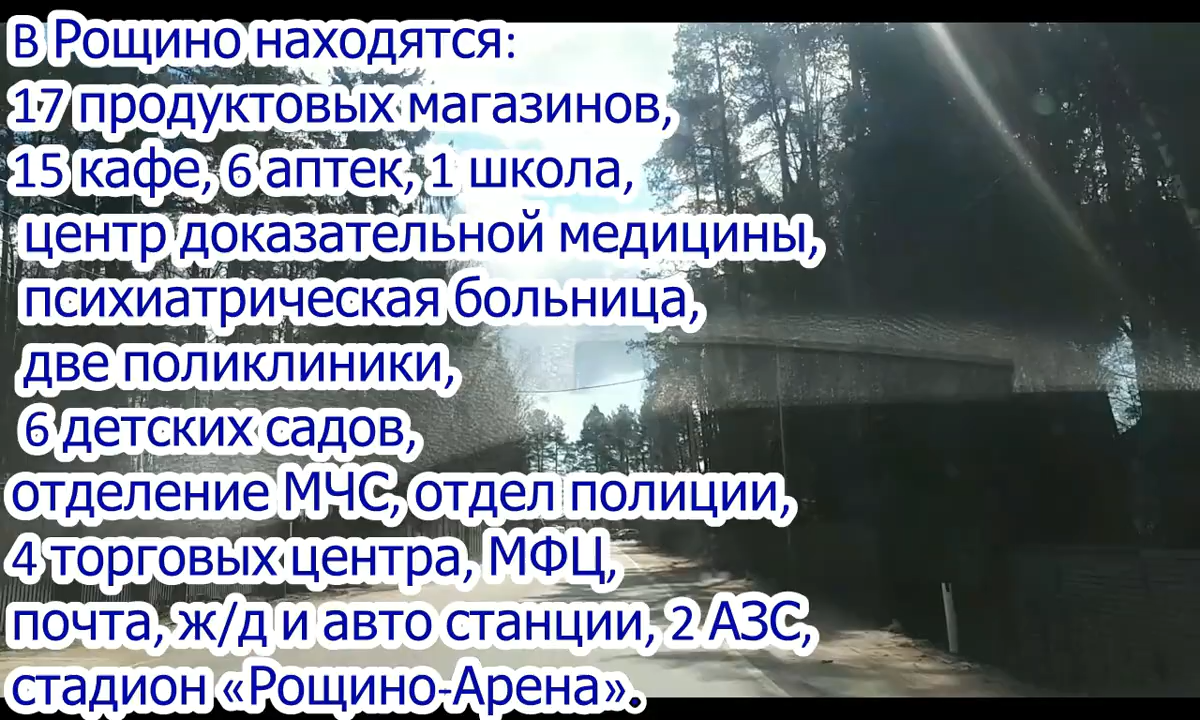 В Рощино находятся:
17 продуктовых магазинов,
15 кафе, 6 аптек, 1 школа,
центр доказательной медицины,
психиатрическая больница,
две поликлиники,
6 детских садов,
отделение МЧС, отдел полиции,
4 торговых центра, МФЦ,
почта, ж/д и авто станции, 2 АЗС,
стадион «Рощино-Арена».